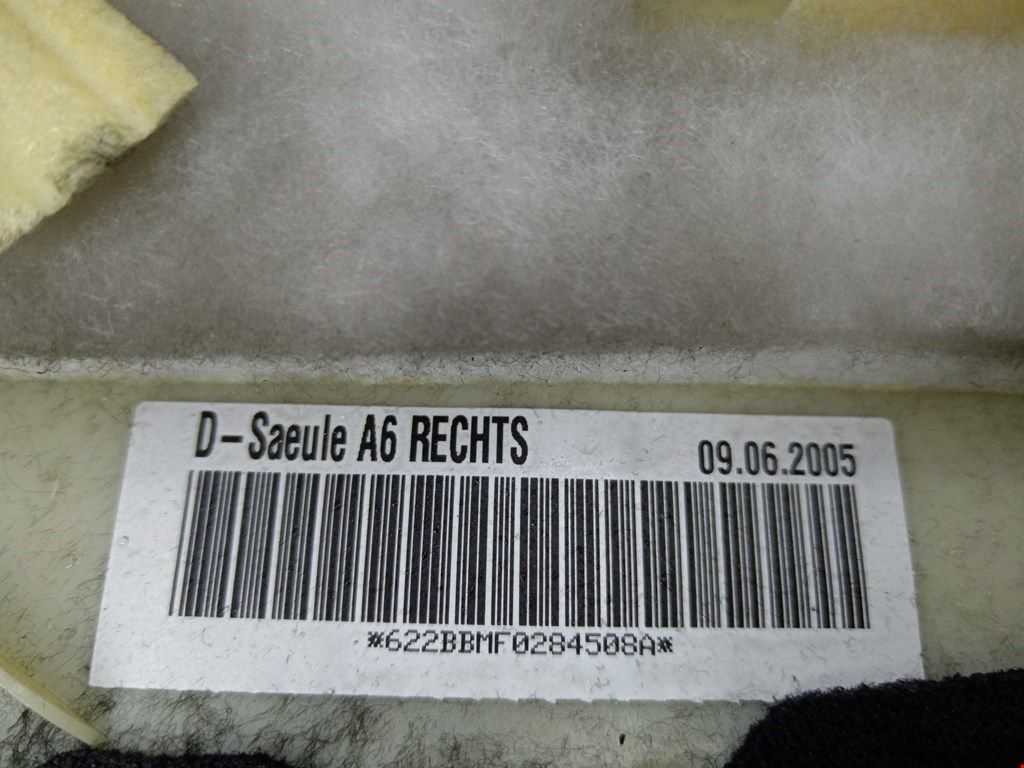 D-Saeule A6 RECHTS
09.06.2005
*622BBMF0284508A*